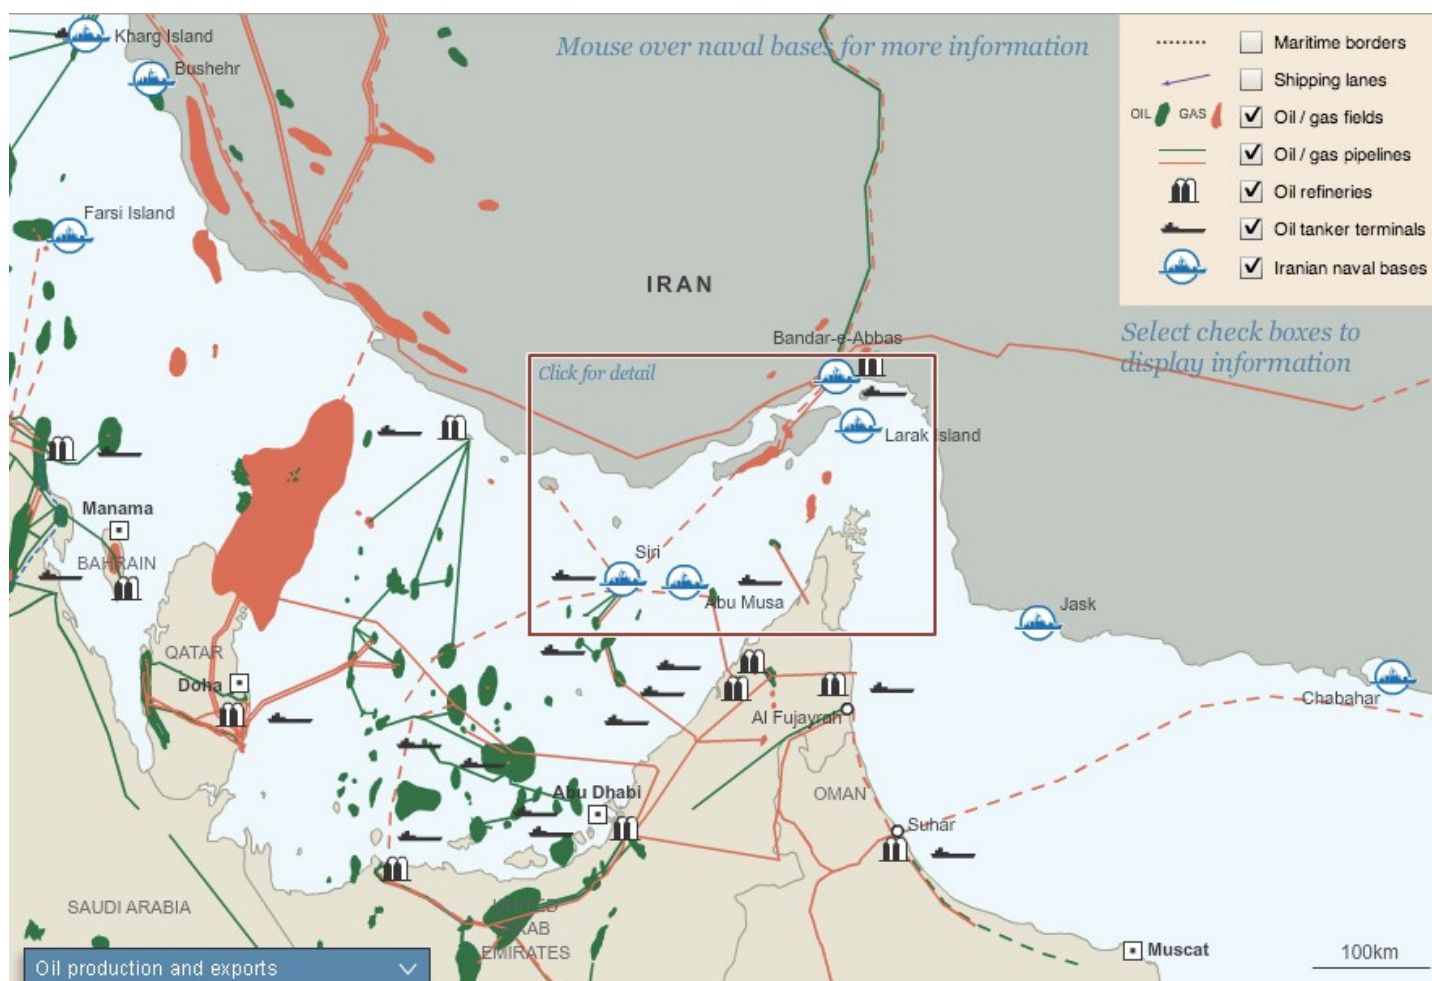 Kharg Island
Mouse over naval bases for more information
Bushehr
Maritime borders
Shipping lanes
OIL GAS Oil / gas fields
Oil / gas pipelines
Oil refineries
Oil tanker terminals
Iranian naval bases
Farsi Island
IRAN
Select check boxes to
display information
Bandar-e-Abbas
Click for detail
Larak Island
Manama
BAHRAIN
Siri
Abu Musa
Jask
QATAR
Doha
Chabahar
Al Fujayrah
Abu Dhabi
OMAN
Suhar
SAUDI ARABIA
UNITED
ARAB
EMIRATES
Muscat
100km
Oil production and exports